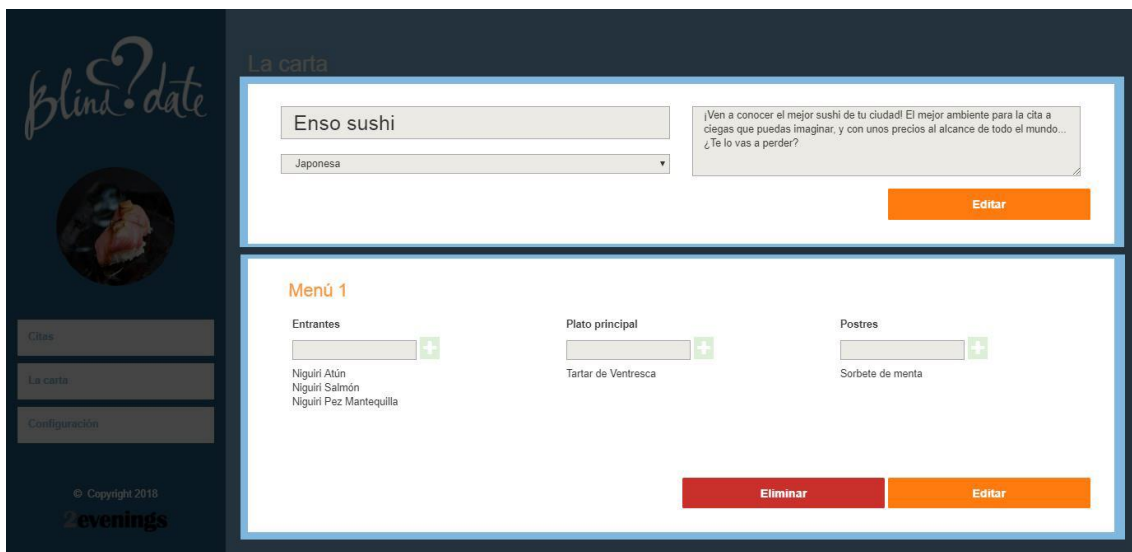 Blind?date
La carta
Enso sushi
Japonesa
¡Ven a conocer el mejor sushi de tu ciudad! El mejor ambiente para la cita a
ciegas que puedas imaginar, y con unos precios al alcance de todo el mundo...
¿Te lo vas a perder?
Editar
Menú 1
Entrantes
Niguiri Atún
Niguiri Salmón
Niguiri Pez Mantequilla
Plato principal
Tartar de Ventresca
Postres
Sorbete de menta
Eliminar
Editar
Citas
La carta
Configuración
© Copyright 2018
2evenings